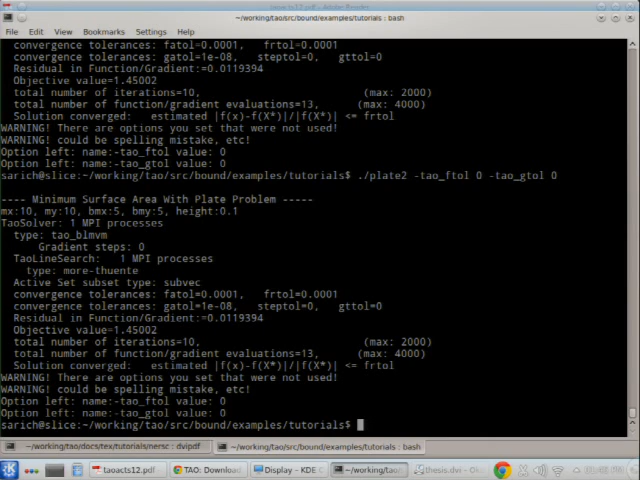 ~/working/tao/src/bound/examples/tutorials : bash
File Edit View Bookmarks Settings Help
convergence tolerances: fatol=0.0001, frtol=0.0001
convergence tolerances: gatol=1e-08, steptol=0, gttol=0
Residual in Function/Gradient:=0.0119394
Objective value=1.45002
total number of iterations=10, (max: 2000)
total number of function/gradient evaluations=13, (max: 4000)
Solution converged: estimated |f(x)-f(X*)|/|f(X*)| <= frtol
WARNING! There are options you set that were not used!
WARNING! could be spelling mistake, etc!
Option left: name:-tao_ftol value: 0
sarich@slice:~/working/tao/src/bound/examples/tutorials$ ./plate2 -tao_ftol 0 -tao_gtol 0
---- Minimum Surface Area With Plate Problem -----
mx:10, my:10, bmx:5, bmy:5, height:0.1
TaoSolver: 1 MPI processes
type: tao_blmvm
Gradient steps: 0
TaoLineSearch: 1 MPI processes
type: more-thuente
Active Set subset type: subvec
convergence tolerances: fatol=0.0001, frtol=0.0001
convergence tolerances: gatol=1e-08, steptol=0, gttol=0
Residual in Function/Gradient:=0.0119394
Objective value=1.45002
total number of iterations=10, (max: 2000)
total number of function/gradient evaluations=13, (max: 4000)
Solution converged: estimated |f(x)-f(X*)|/|f(X*)| <= frtol
WARNING! There are options you set that were not used!
WARNING! could be spelling mistake, etc!
Option left: name:-tao_ftol value: 0
Option left: name:-tao_gtol value: 0
sarich@slice:~/working/tao/src/bound/examples/tutorials$
~/working/tao/docs/tex/tutorials/nersc : dvipdf ~/working/tao/src/bound/examples/tutorials : bash
taoacts12.pdf TAO: Download Display – KDE C ~/working/tao/ thesis.dvi – Ok